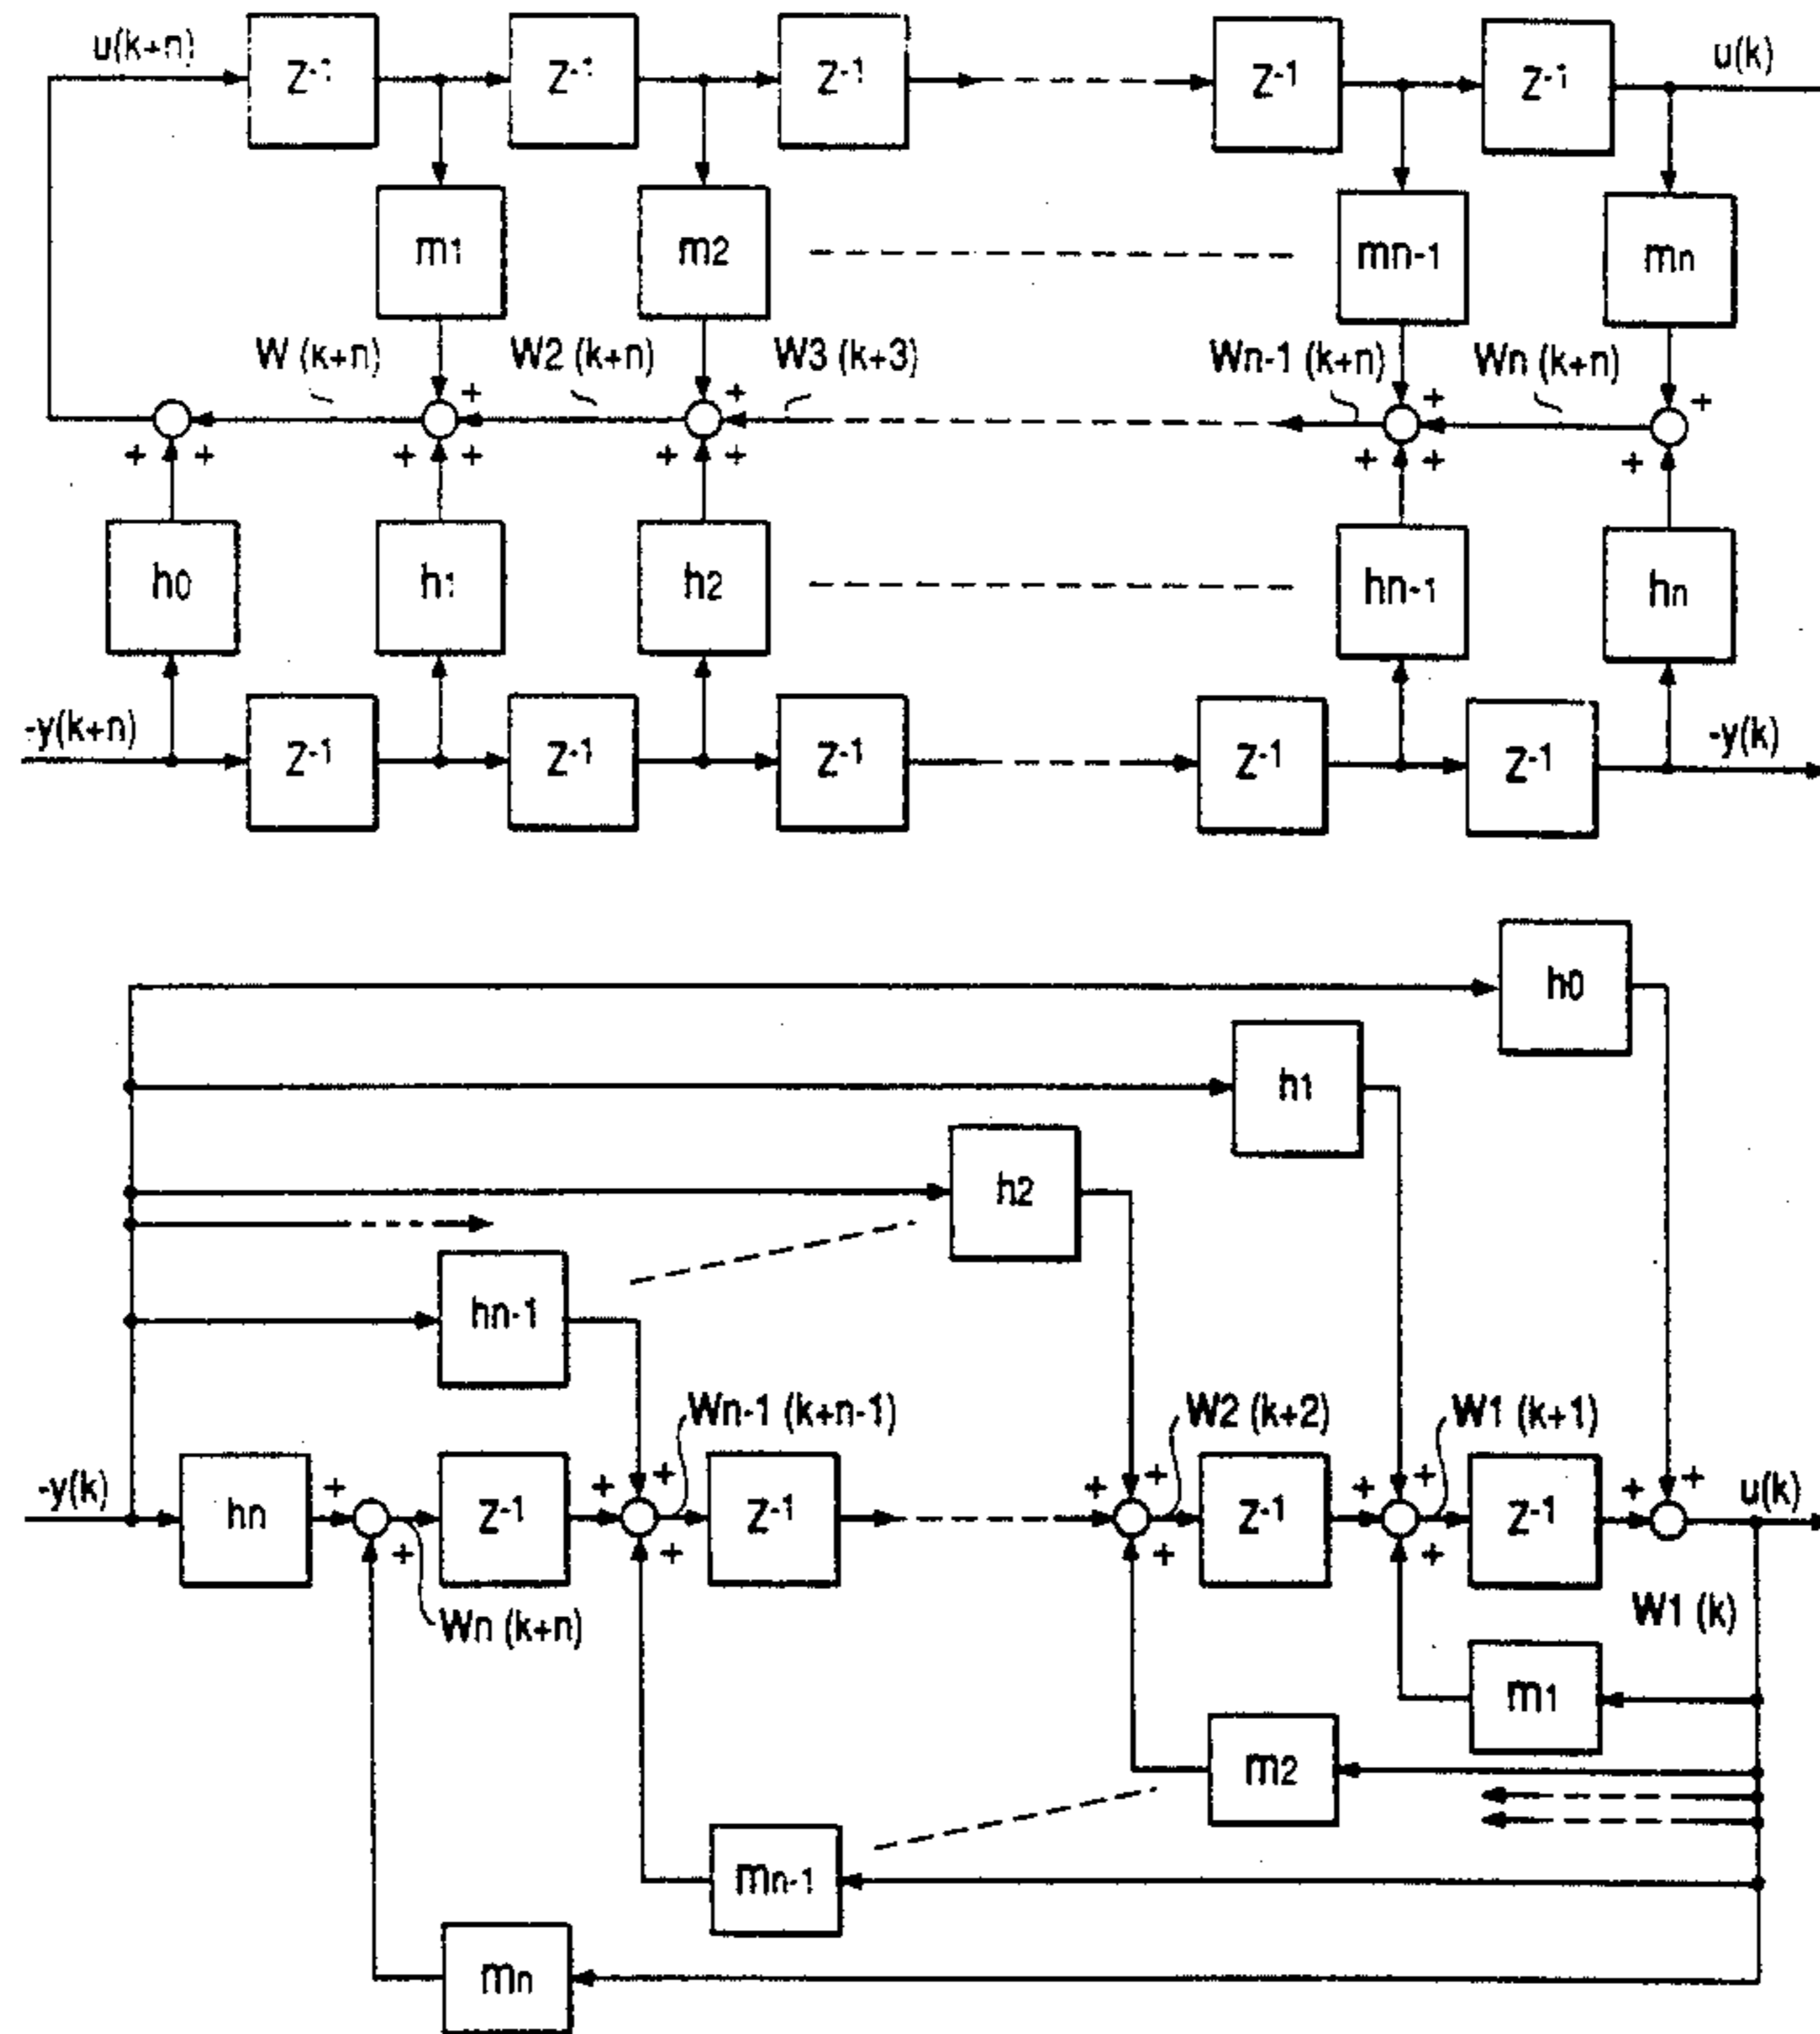 u(k+n) Z-1 Z-1 Z-1 Z-1 Z-1 u(k)
m1 m2 mn-1 mn
W (k+n) W2 (k+n) W3 (k+3) Wn-1 (k+n) Wn (k+n)
+ + + +
+ + + + + + + + +
h0 h1 h2 hn-1 hn
-y(k+n) Z-1 Z-1 Z-1 Z-1 Z-1 -y(k)
h0
h1
h2
hn-1
Wn-1 (k+n-1) W2 (k+2) W1 (k+1)
+ + + + + + + + +
-y(k) hn Z-1 Z-1 Z-1 Z-1 u(k)
+ + + +
Wn (k+n) W1 (k)
m1
m2
mn-1
mn